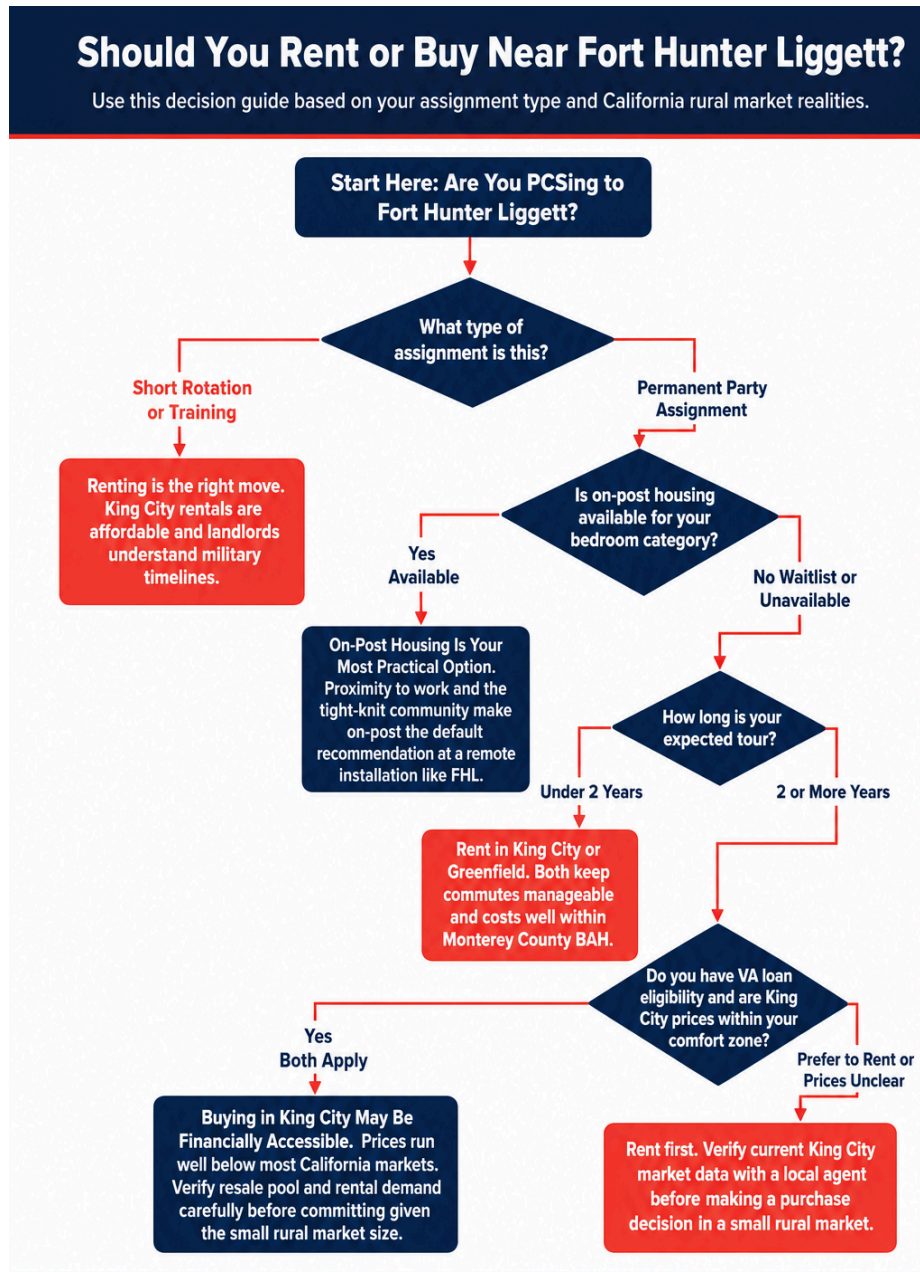 Should You Rent or Buy Near Fort Hunter Liggett?
Use this decision guide based on your assignment type and California rural market realities.
Start Here: Are You PCSing to
Fort Hunter Liggett?
What type of
assignment is this?
Short Rotation
or Training
Permanent Party
Assignment
Renting is the right move.
King City rentals are
affordable and landlords
understand military
timelines.
Is on-post housing
available for your
bedroom category?
Yes
Available
No Waitlist or
Unavailable
On-Post Housing Is Your
Most Practical Option.
Proximity to work and the
tight-knit community make
on-post the default
recommendation at a remote
installation like FHL.
How long is your
expected tour?
Under 2 Years
2 or More Years
Rent in King City or
Greenfield. Both keep
commutes manageable
and costs well within
Monterey County BAH.
Do you have VA loan
eligibility and are King
City prices within your
comfort zone?
Yes
Both Apply
Prefer to Rent or
Prices Unclear
Buying in King City May Be
Financially Accessible. Prices run
well below most California markets.
Verify resale pool and rental demand
carefully before committing given
the small rural market size.
Rent first. Verify current King City
market data with a local agent
before making a purchase
decision in a small rural market.